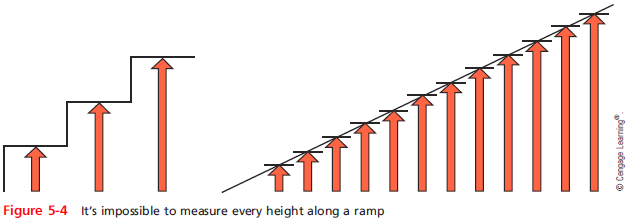 © Cengage Learning®.
Figure 5-4 It's impossible to measure every height along a ramp